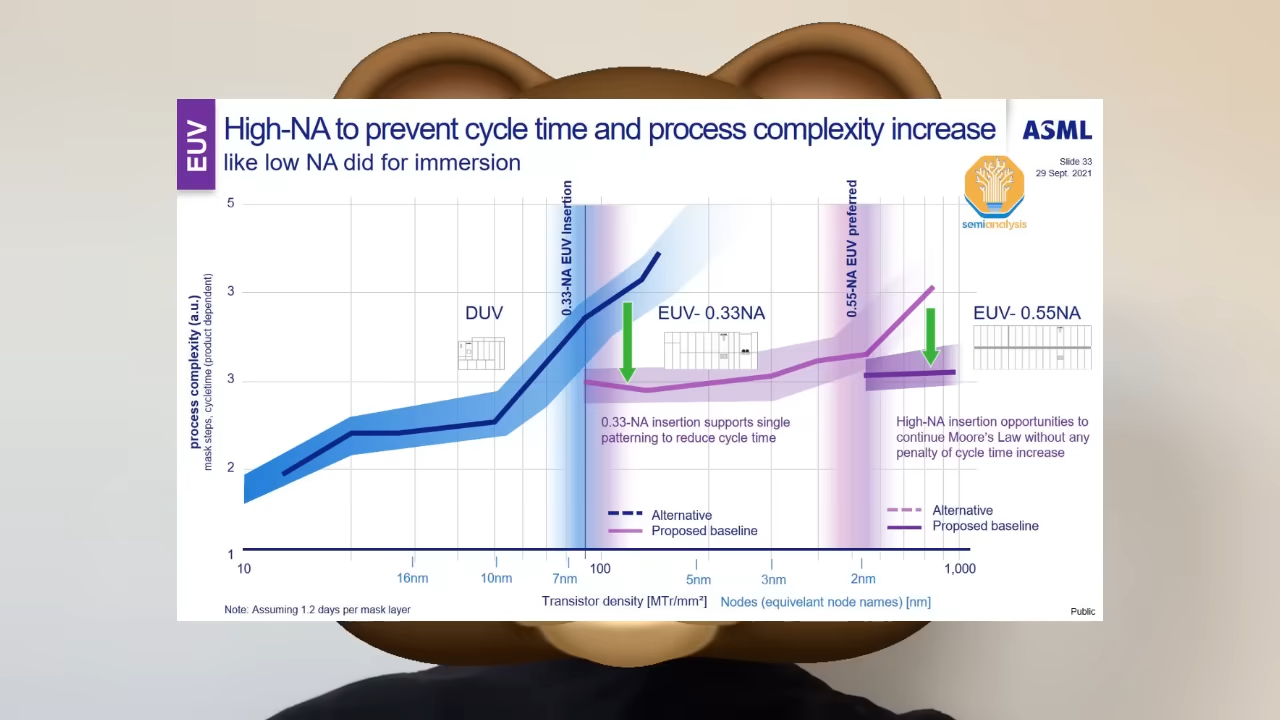 EUV
High-NA to prevent cycle time and process complexity increase
like low NA did for immersion
ASML
Slide 33
29 Sept. 2021
semianalysis
process complexity (a.u.)
mask steps, cycletime (product dependent)
5
3
3
2
1
0.33-NA EUV Insertion
0.55-NA EUV preferred
DUV
EUV- 0.33NA
EUV- 0.55NA
0.33-NA insertion supports single
patterning to reduce cycle time
High-NA insertion opportunities to
continue Moore's Law without any
penalty of cycle time increase
Alternative
Proposed baseline
Alternative
Proposed baseline
10
100
1,000
16nm
10nm
7nm
5nm
3nm
2nm
Transistor density [MTr/mm²]
Nodes (equivelant node names) [nm]
Note: Assuming 1.2 days per mask layer
Public